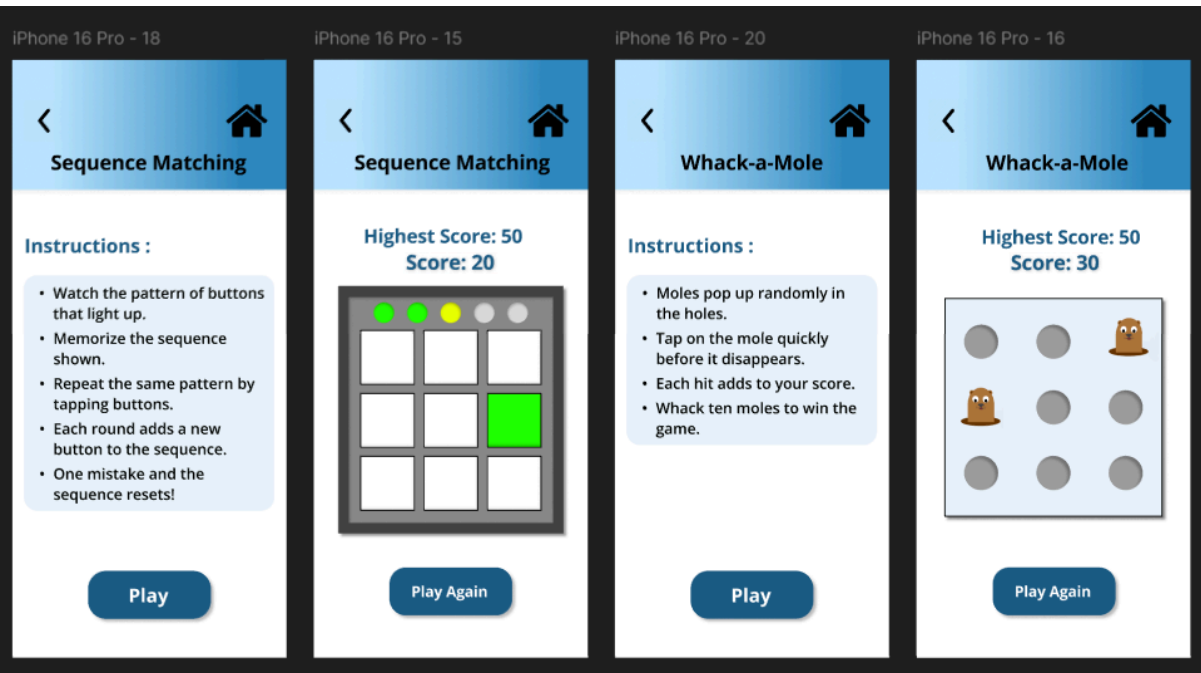 iPhone 16 Pro - 18
Sequence Matching
Instructions :
• Watch the pattern of buttons
that light up.
• Memorize the sequence
shown.
• Repeat the same pattern by
tapping buttons.
• Each round adds a new
button to the sequence.
• One mistake and the
sequence resets!
Play
iPhone 16 Pro - 15
Sequence Matching
Highest Score: 50
Score: 20
Play Again
iPhone 16 Pro - 20
Whack-a-Mole
Instructions :
• Moles pop up randomly in
the holes.
• Tap on the mole quickly
before it disappears.
• Each hit adds to your score.
• Whack ten moles to win the
game.
Play
iPhone 16 Pro - 16
Whack-a-Mole
Highest Score: 50
Score: 30
Play Again